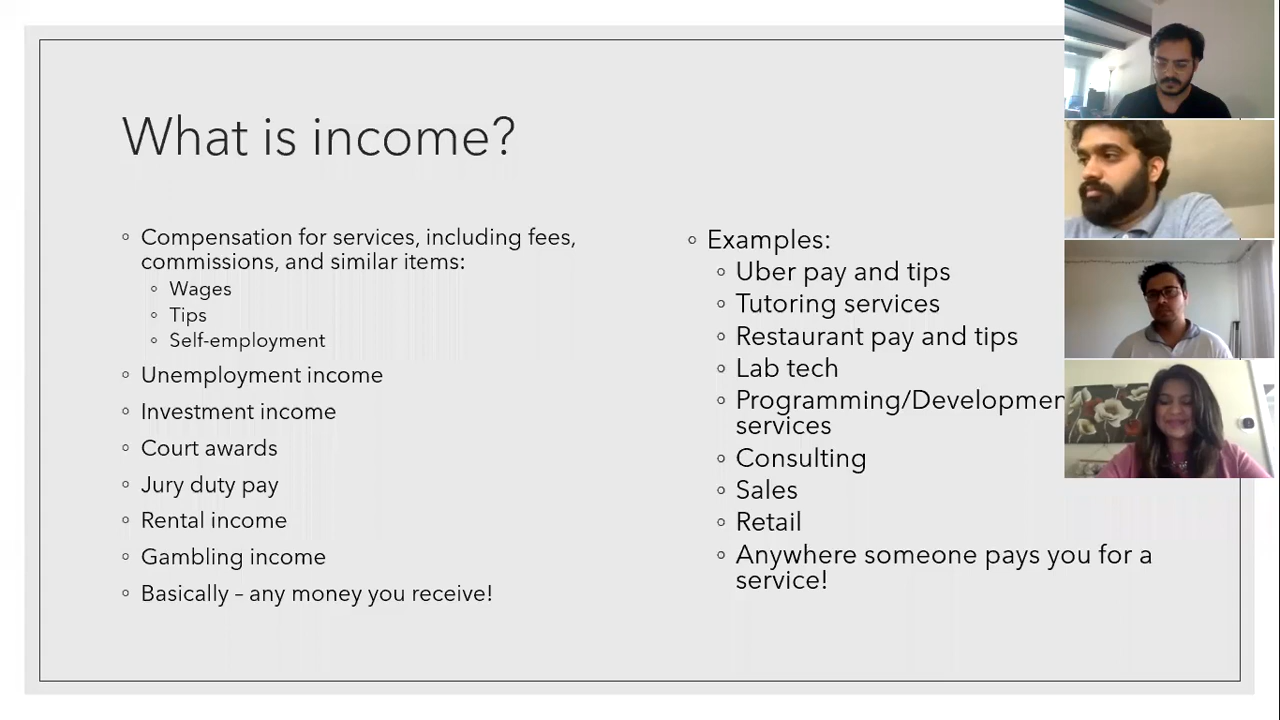 What is income?
Compensation for services, including fees,
commissions, and similar items:
Wages
Tips
Self-employment
Unemployment income
Investment income
Court awards
Jury duty pay
Rental income
Gambling income
Basically – any money you receive!
Examples:
Uber pay and tips
Tutoring services
Restaurant pay and tips
Lab tech
Programming/Developmen
services
Consulting
Sales
Retail
Anywhere someone pays you for a
service!